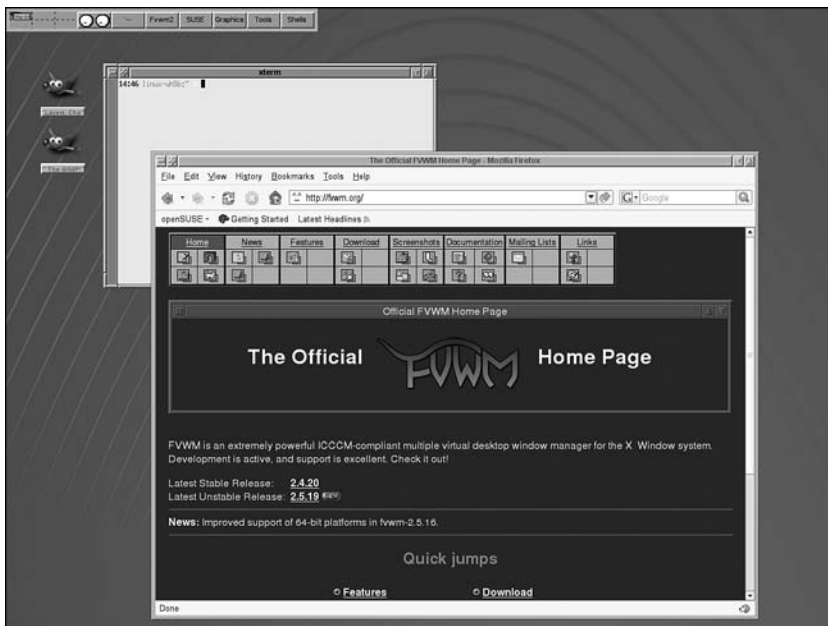 Fvwm2 SUSE Graphics Tools Shells
xterm
14:46
The Official FVWM Home Page - Mozilla Firefox
File Edit View History Bookmarks Tools Help
http://fvwm.org/
G Google
openSUSE Getting Started Latest Headlines
Home News Features Download Screenshots Documentation Mailing Lists Links
Official FVWM Home Page
The Official FVWM Home Page
FVWM is an extremely powerful ICCCM-compliant multiple virtual desktop window manager for the X Window system.
Development is active, and support is excellent. Check it out!
Latest Stable Release: 2.4.20
Latest Unstable Release: 2.5.19
News: Improved support of 64-bit platforms in fvwm-2.5.16.
Quick jumps
Features Download
Done